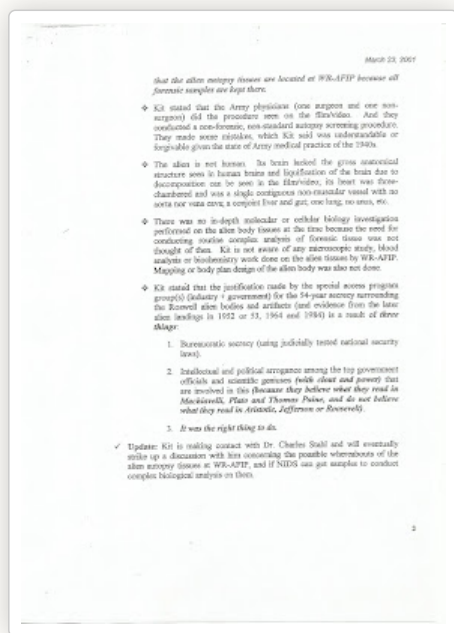 March 23, 2001
that the alien autopsy tissues are located at WR-AFIP because all
forensic samples are kept there.
❖ Kit stated that the Army physicians (one surgeon and one non-
surgeon) did the procedure seen on the film/video. And they
conducted a non-forensic, non-standard autopsy screening procedure.
They made some mistakes, which Kit said was understandable or
forgivable given the state of Army medical practice of the 1940s.
❖ The alien is not human. Its brain lacked the gross anatomical
structure seen in human brains and liquification of the brain due to
decomposition can be seen in the film/video, its heart was three-
chambered and was a single contiguous non-muscular vessel with no
aorta nor vena cava, a conjoint liver and gut, one lung, no anus, etc.
❖ There was no in-depth molecular or cellular biology investigation
performed on the alien body tissues at the time because the need for
conducting routine complex analysis of forensic tissue was not
thought of then. Kit is not aware of any microscopic study, blood
analysis or biochemistry work done on the alien tissues by WR-AFIP.
Mapping or body plan design of the alien body was also not done.
❖ Kit stated that the justification made by the special access program
group(s) (industry + government) for the 54-year secrecy surrounding
the Roswell alien bodies and artifacts (and evidence from the later
alien landings in 1952 or 53, 1964 and 1984) is a result of three
things:
1. Bureaucratic secrecy (using judicially tested national security
laws).
2. Intellectual and political arrogance among the top government
officials and scientific geniuses (with clout and power) that
are involved in this (because they believe what they read in
Machiavelli, Plato and Thomas Paine, and do not believe
what they read in Aristotle, Jefferson or Roosevelt).
3. It was the right thing to do.
✓ Update: Kit is making contact with Dr. Charles Stahl and will eventually
strike up a discussion with him concerning the possible whereabouts of the
alien autopsy tissues at WR-AFIP, and if NIDS can get samples to conduct
complex biological analysis on them.